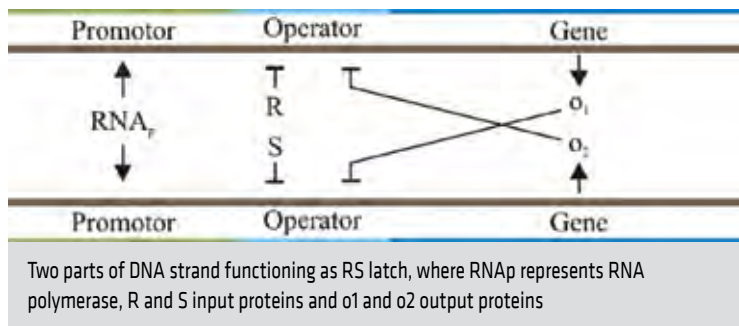 Promotor Operator Gene
R o₁
RNAₚ
S o₂
Promotor Operator Gene
Two parts of DNA strand functioning as RS latch, where RNAp represents RNA
polymerase, R and S input proteins and o1 and o2 output proteins